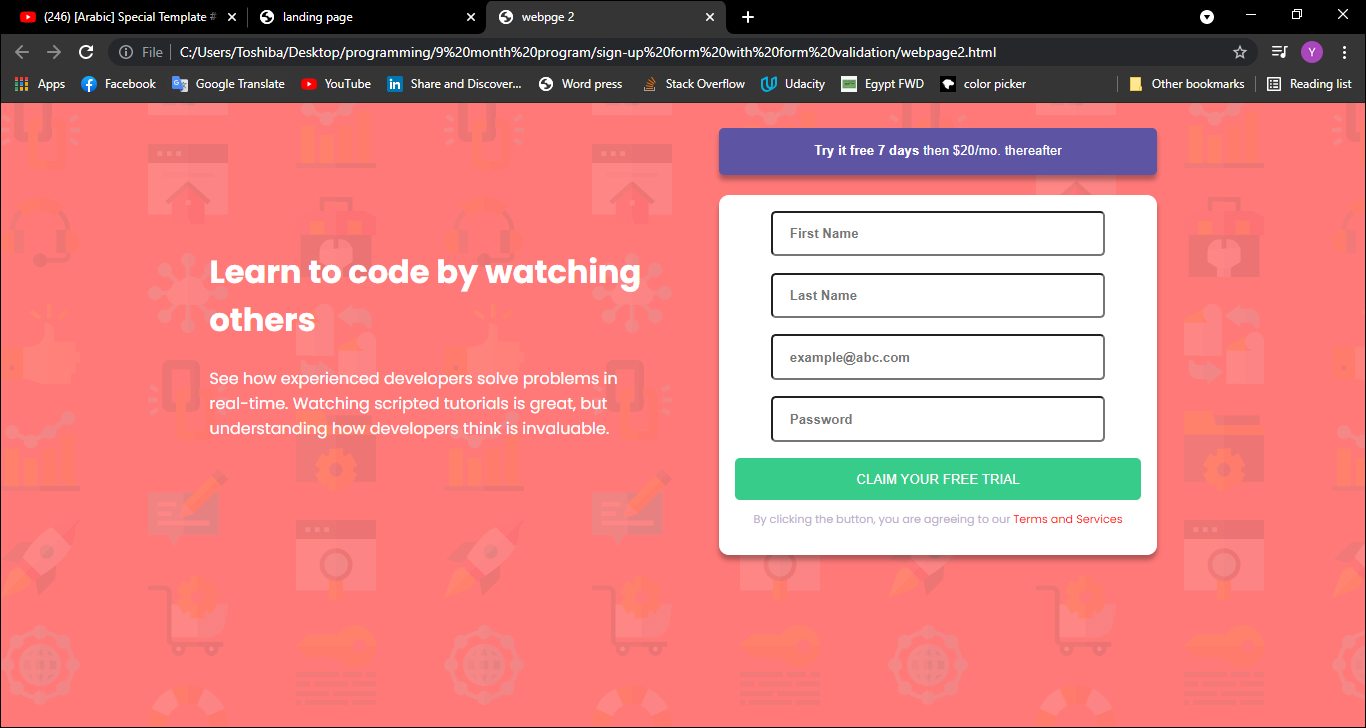 (246) [Arabic] Special Template #
landing page
webpge 2
File
C:/Users/Toshiba/Desktop/programming/9%20month%20program/sign-up%20form%20with%20form%20validation/webpage2.html
Y
Apps
Facebook
Google Translate
YouTube
Share and Discover...
Word press
Stack Overflow
Udacity
Egypt FWD
color picker
Other bookmarks
Reading list
Learn to code by watching
others
See how experienced developers solve problems in
real-time. Watching scripted tutorials is great, but
understanding how developers think is invaluable.
Try it free 7 days then $20/mo. thereafter
First Name
Last Name
example@abc.com
Password
CLAIM YOUR FREE TRIAL
By clicking the button, you are agreeing to our Terms and Services